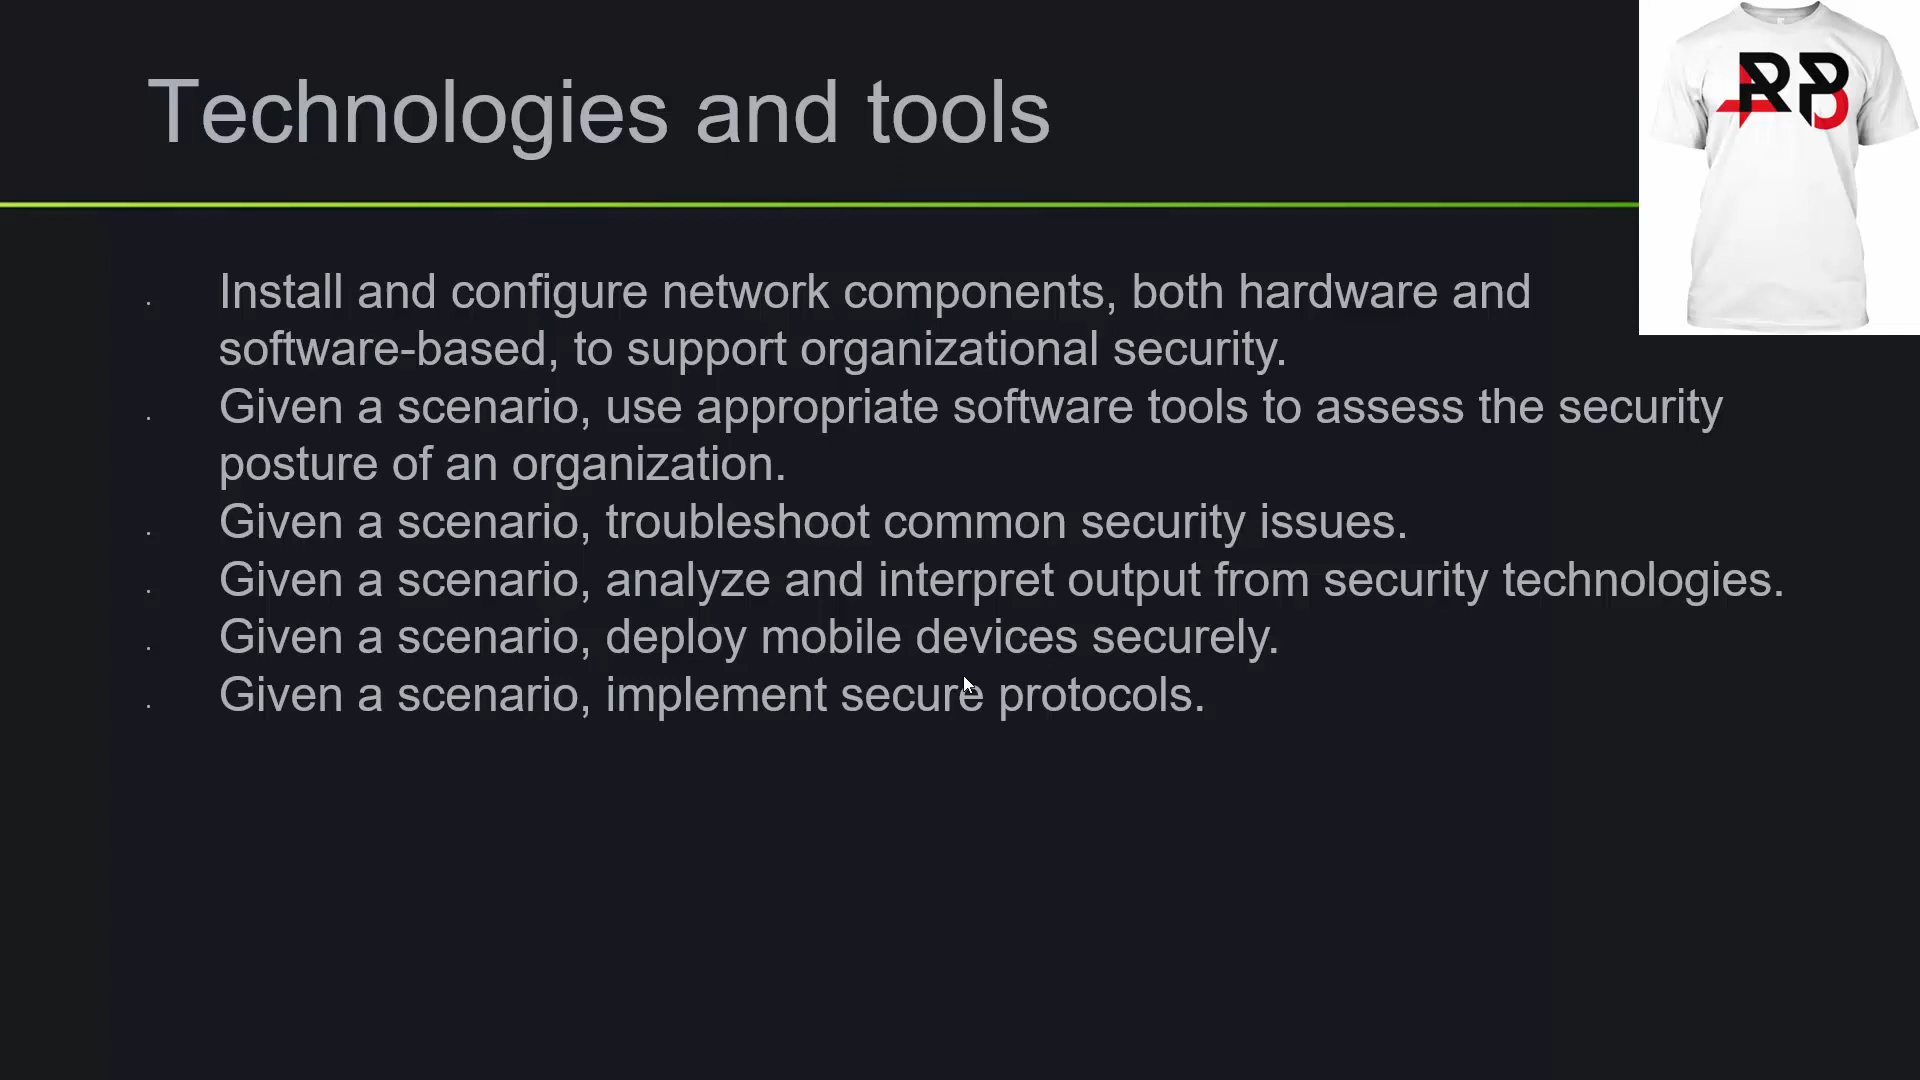 Technologies and tools
RP
Install and configure network components, both hardware and
software-based, to support organizational security.
Given a scenario, use appropriate software tools to assess the security
posture of an organization.
Given a scenario, troubleshoot common security issues.
Given a scenario, analyze and interpret output from security technologies.
Given a scenario, deploy mobile devices securely.
Given a scenario, implement secure protocols.